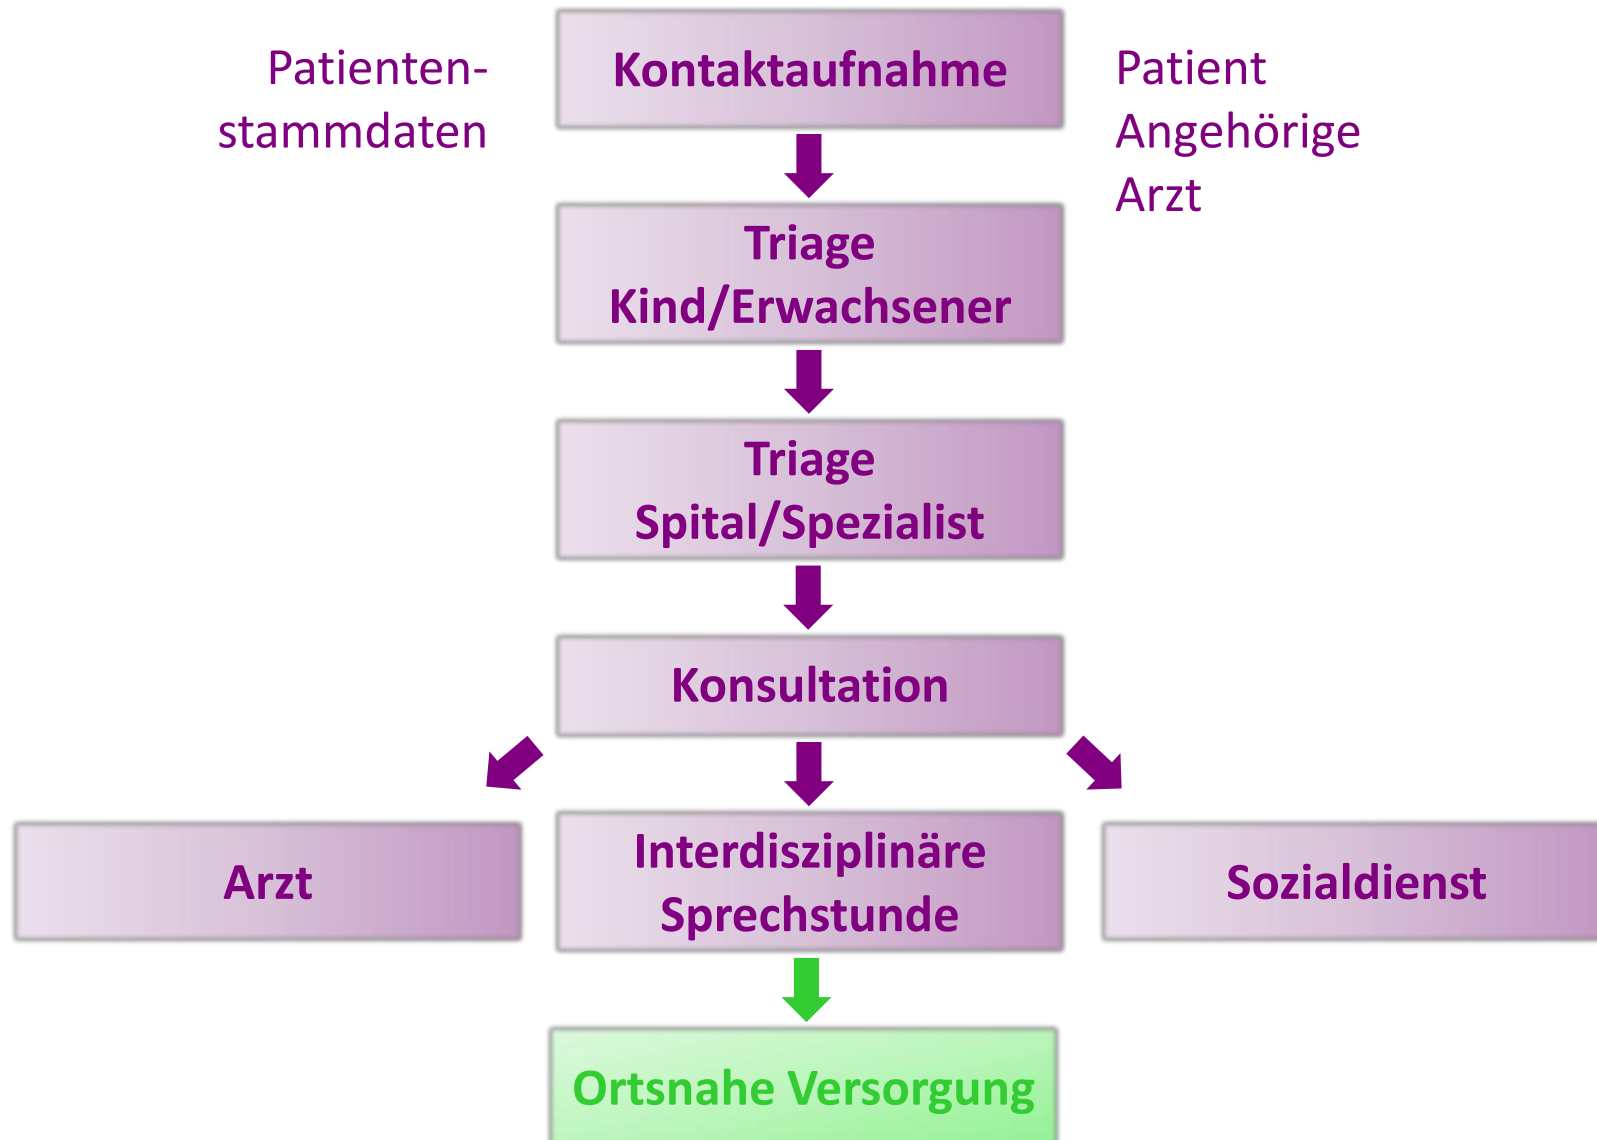 Patienten-
stammdaten
Kontaktaufnahme
Patient
Angehörige
Arzt
Triage
Kind/Erwachsener
Triage
Spital/Spezialist
Konsultation
Arzt
Interdisziplinäre
Sprechstunde
Sozialdienst
Ortsnahe Versorgung